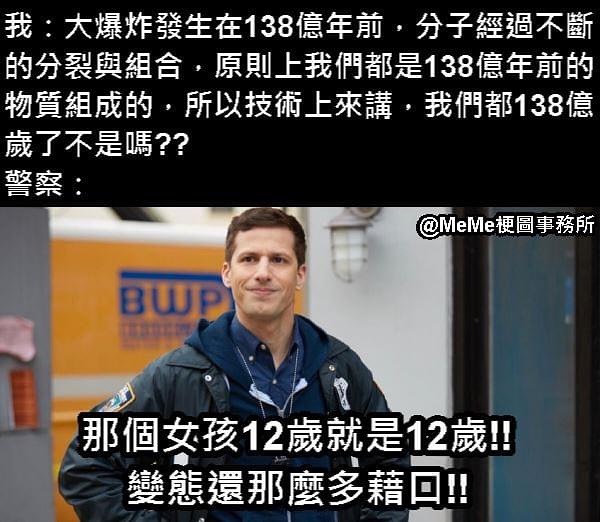 我：大爆炸發生在138億年前，分子經過不斷
的分裂與組合，原則上我們都是138億年前的
物質組成的，所以技術上來講，我們都138億
歲了不是嗎??
警察：
@MeMe梗圖事務所
BWP
那個女孩12歲就是12歲!!
變態還那麼多藉口!!